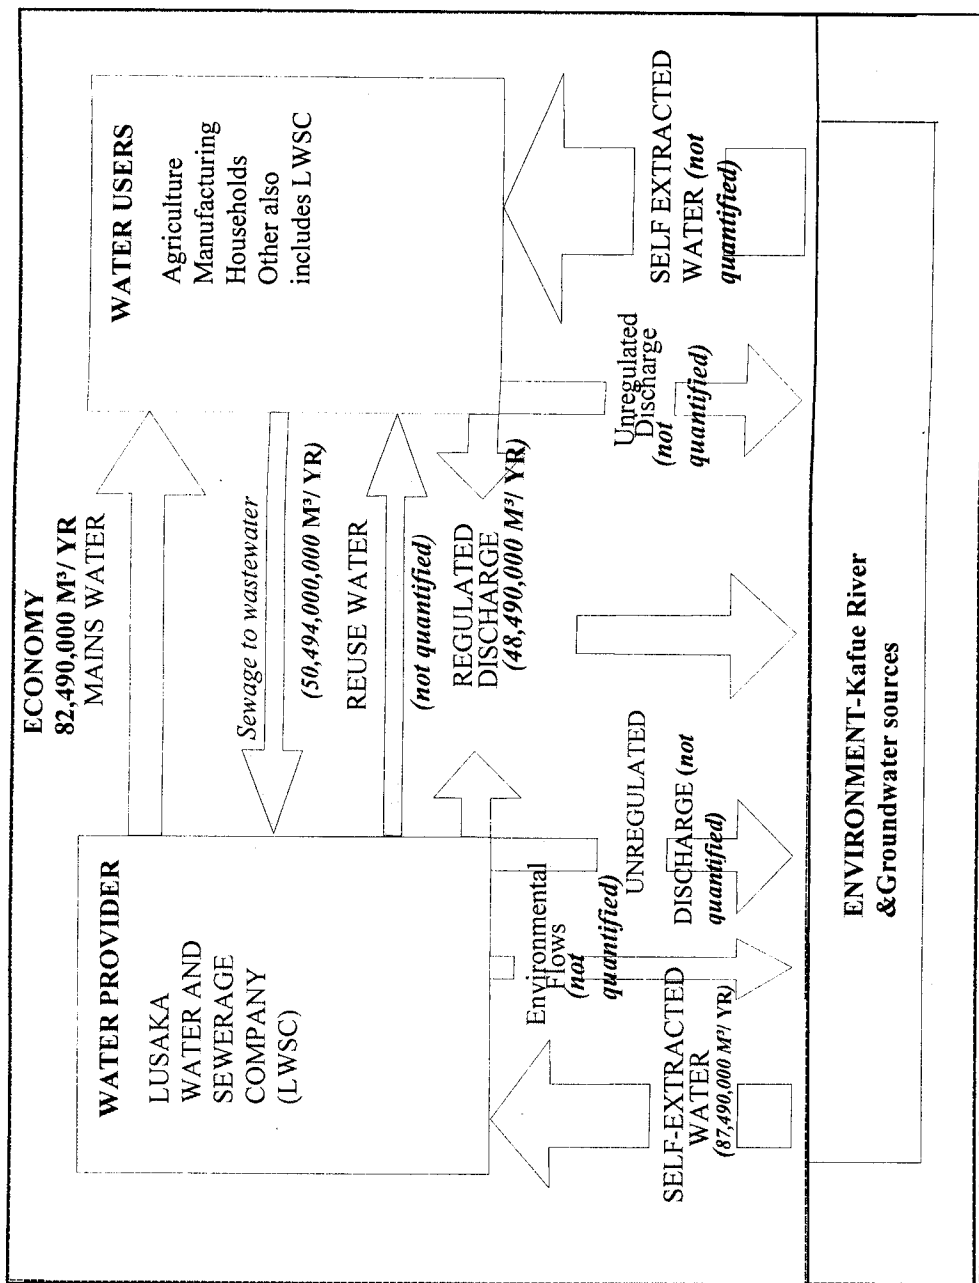 ECONOMY
82,490,000 M³/ YR
MAINS WATER
WATER PROVIDER
LUSAKA
WATER AND
SEWERAGE
COMPANY
(LWSC)
WATER USERS
Agriculture
Manufacturing
Households
Other also
includes LWSC
Sewage to wastewater
(50,494,000,000 M³/ YR)
REUSE WATER
(not quantified)
REGULATED
DISCHARGE
(48,490,000 M³/ YR)
Environmental
Flows
(not
quantified)
UNREGULATED
DISCHARGE (not
quantified)
Unregulated
Discharge
(not
quantified)
SELF-EXTRACTED
WATER
(87,490,000 M³/ YR)
SELF EXTRACTED
WATER (not
quantified)
ENVIRONMENT-Kafue River
&Groundwater sources